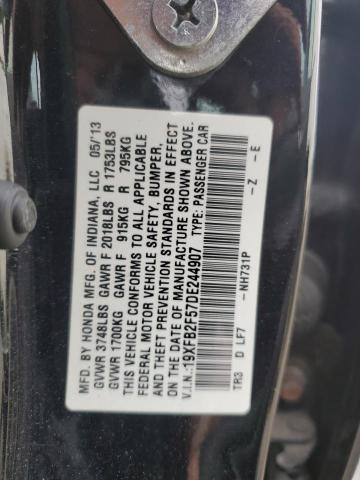 MFD. BY HONDA MFG. OF INDIANA, LLC 05/13
GVWR 3748LBS GAWR F 2018LBS R 1753LBS
GVWR 1700KG GAWR F 915KG R 795KG
THIS VEHICLE CONFORMS TO ALL APPLICABLE
FEDERAL MOTOR VEHICLE SAFETY, BUMPER,
THEFT PREVENTION STANDARDS IN EFFECT
ON DATE OF MANUFACTURE SHOWN ABOVE.
V.I.N.:19XFB2F57DE244907 TYPE: PASSENGER CAR
-NH731P -Z -E
TR3 D LF7